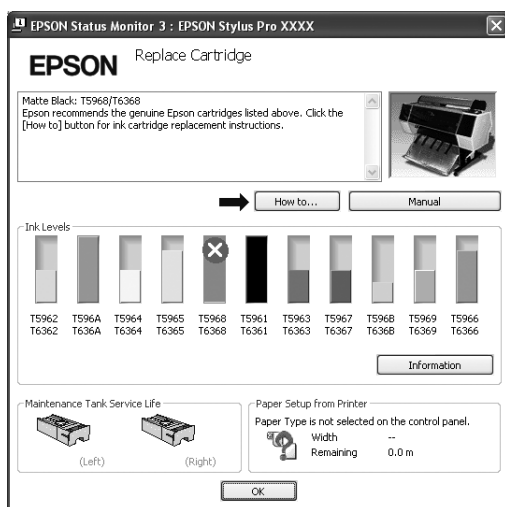 EPSON Status Monitor 3 : EPSON Stylus Pro XXXX
EPSON
Replace Cartridge
Matte Black: T5968/T6368
Epson recommends the genuine Epson cartridges listed above. Click the
[How to] button for ink cartridge replacement instructions.
How to...
Manual
Ink Levels
T5962 T596A T5964 T5965 T5968 T5961 T5963 T5967 T596B T5969 T5966
T6362 T636A T6364 T6365 T6368 T6361 T6363 T6367 T636B T6369 T6366
Information
Maintenance Tank Service Life
(Left) (Right)
Paper Setup from Printer
Paper Type is not selected on the control panel.
Width --
Remaining 0.0 m
OK